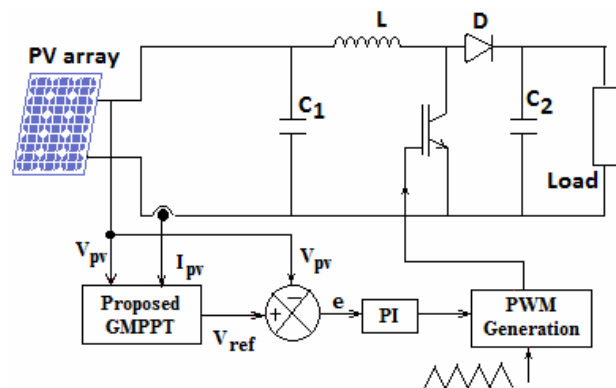 L
D
PV array
C1
C2
Load
Vpv
Ipv
Vpv
Proposed
GMPPT
+
−
Vref
e
PI
PWM
Generation